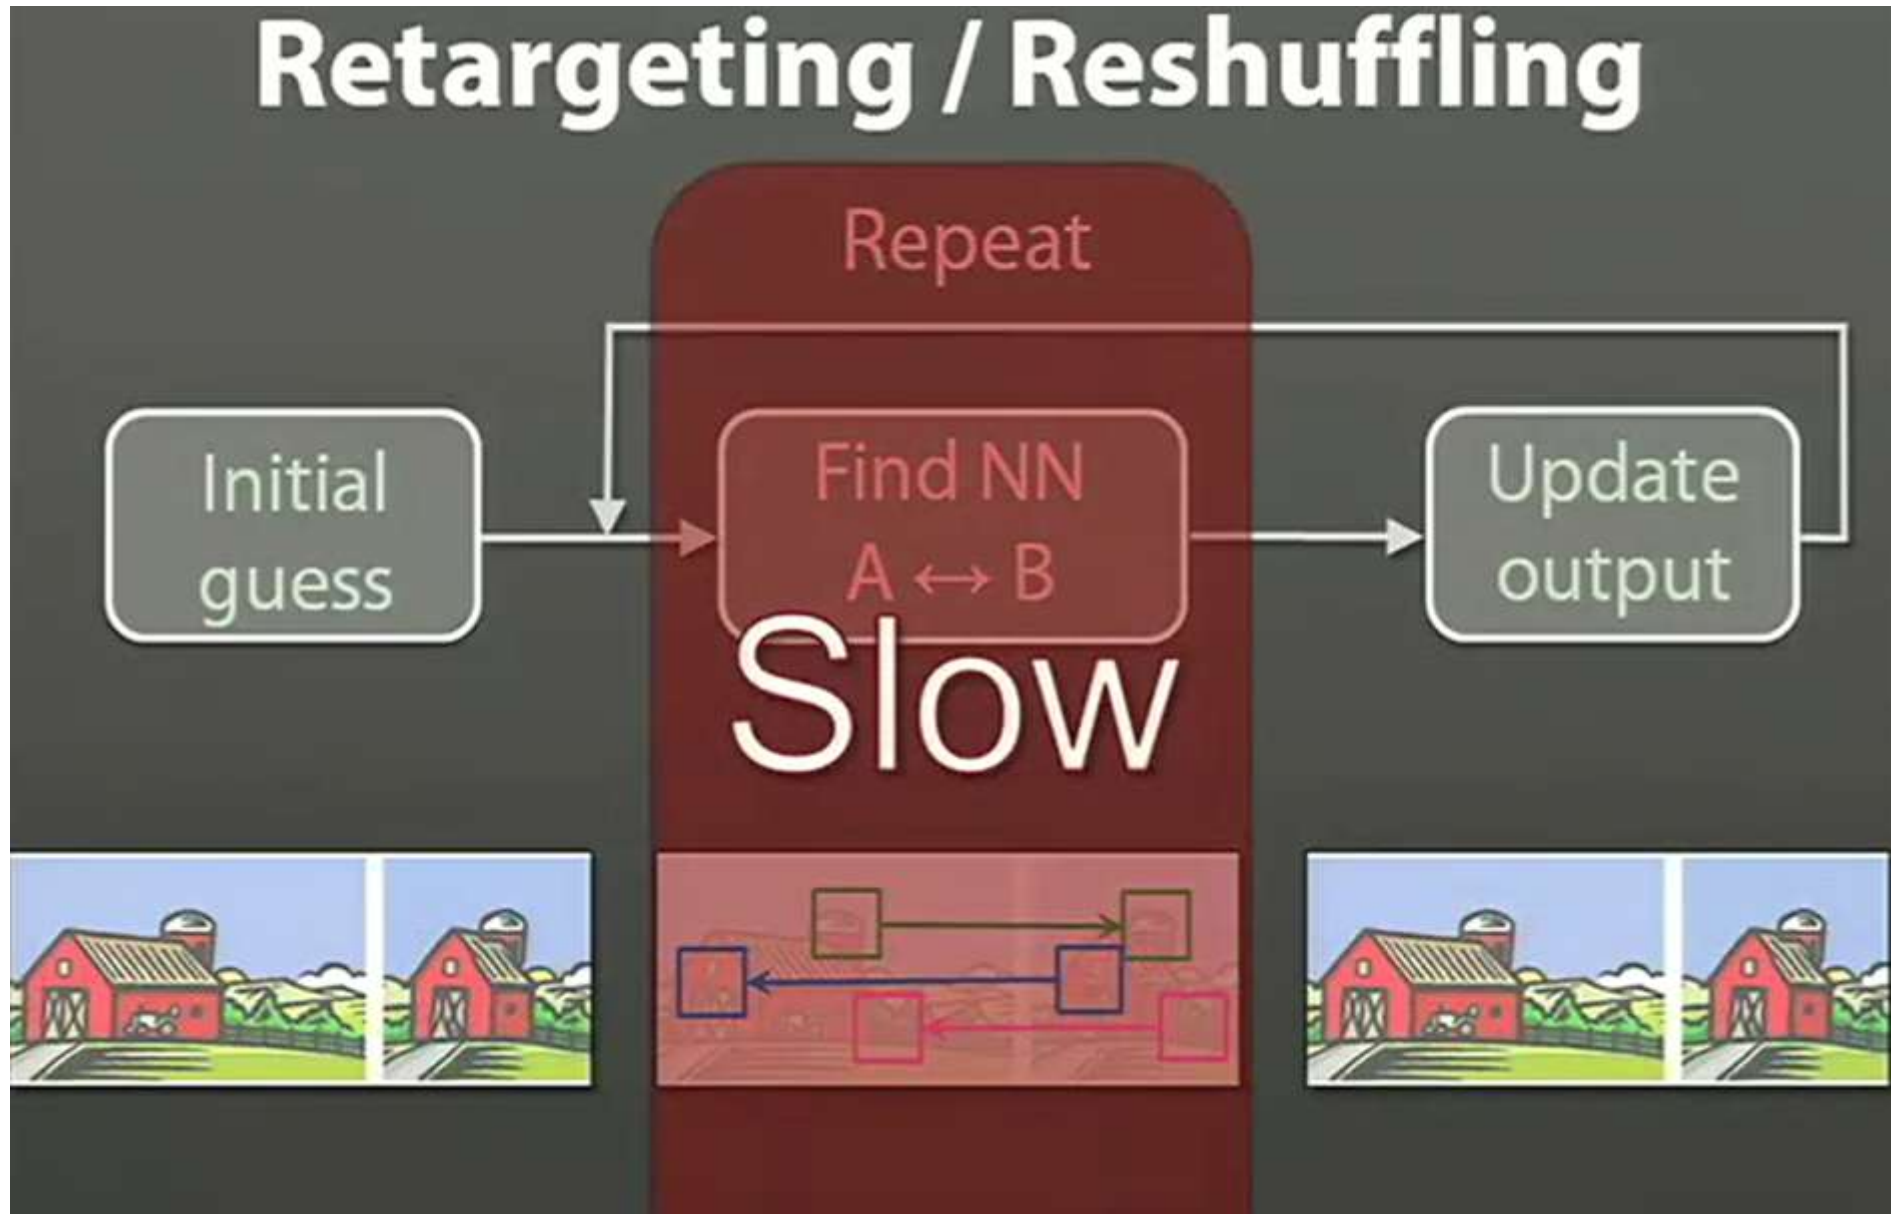 Retargeting / Reshuffling
Repeat
Initial
guess
Find NN
A ↔ B
Update
output
Slow